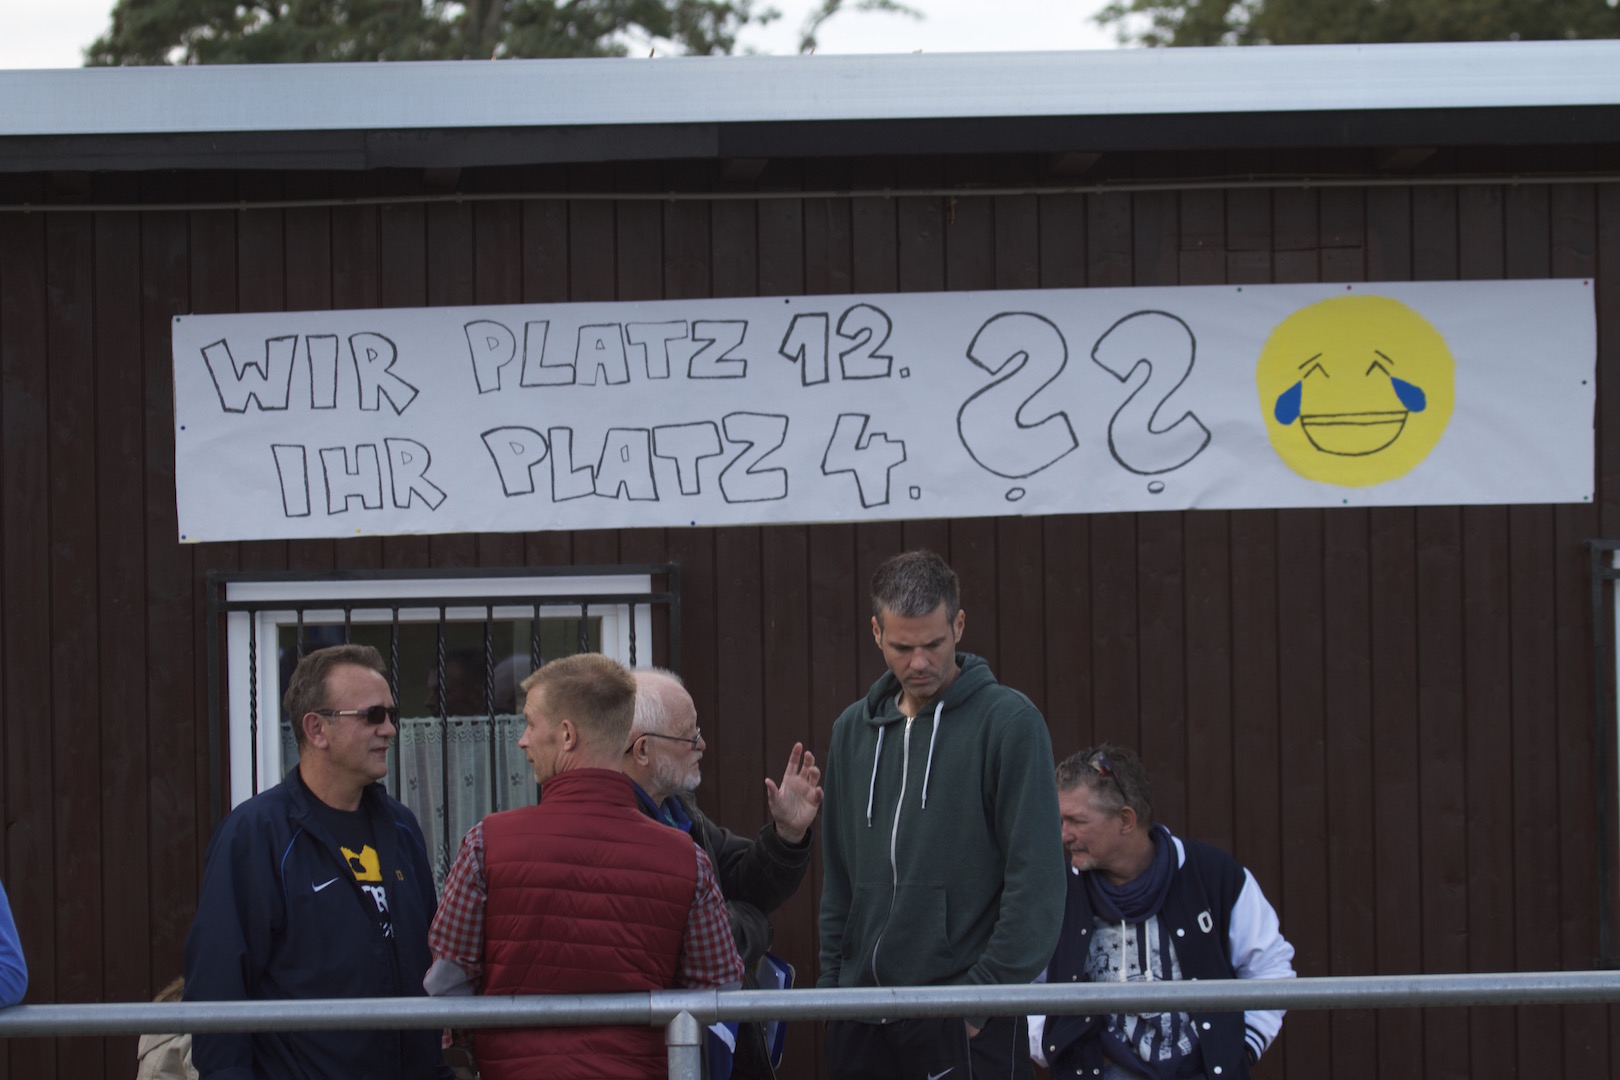 WIR PLATZ 12. ??
IHR PLATZ 4.
O